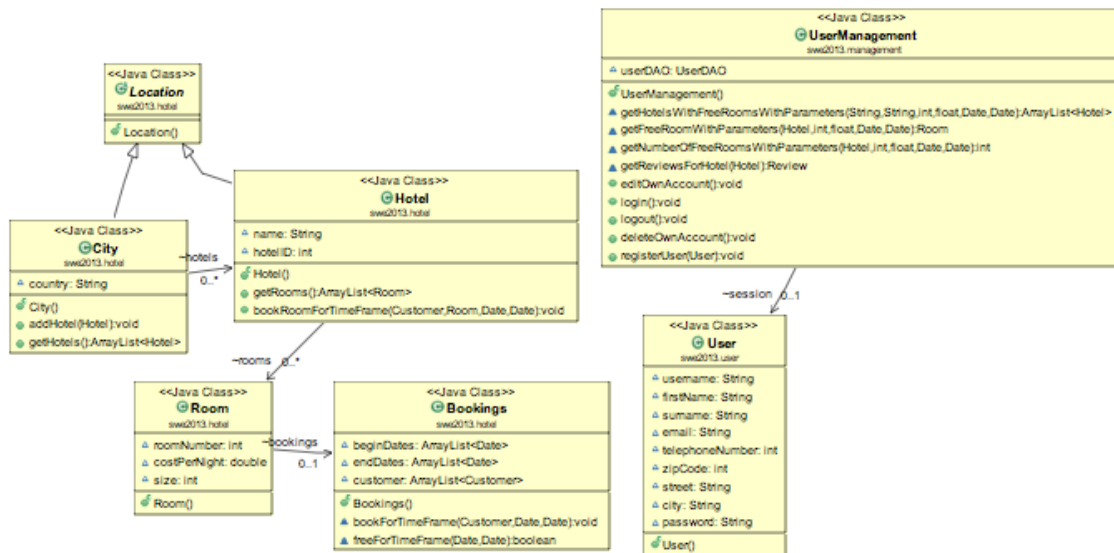 <<Java Class>>
Location
swe2013.hotel
Location()
<<Java Class>>
City
swe2013.hotel
country: String
City()
addHotel(Hotel):void
getHotels():ArrayList<Hotel>
~hotels
0..*
<<Java Class>>
Hotel
swe2013.hotel
name: String
hotelID: int
Hotel()
getRooms():ArrayList<Room>
bookRoomForTimeFrame(Customer,Room,Date,Date):void
~rooms
0..*
<<Java Class>>
Room
swe2013.hotel
roomNumber: int
costPerNight: double
size: int
Room()
~bookings
0..1
<<Java Class>>
Bookings
swe2013.hotel
beginDates: ArrayList<Date>
endDates: ArrayList<Date>
customer: ArrayList<Customer>
Bookings()
bookForTimeFrame(Customer,Date,Date):void
freeForTimeFrame(Date,Date):boolean
<<Java Class>>
UserManagement
swe2013.management
userDAO: UserDAO
UserManagement()
getHotelsWithFreeRoomsWithParameters(String,String,int,float,Date,Date):ArrayList<Hotel>
getFreeRoomWithParameters(Hotel,int,float,Date,Date):Room
getNumberOfFreeRoomsWithParameters(Hotel,int,float,Date,Date):int
getReviewsForHotel(Hotel):Review
editOwnAccount():void
login():void
logout():void
deleteOwnAccount():void
registerUser(User):void
~session
0..1
<<Java Class>>
User
swe2013.user
username: String
firstName: String
surname: String
email: String
telephoneNumber: int
zipCode: int
street: String
city: String
password: String
User()